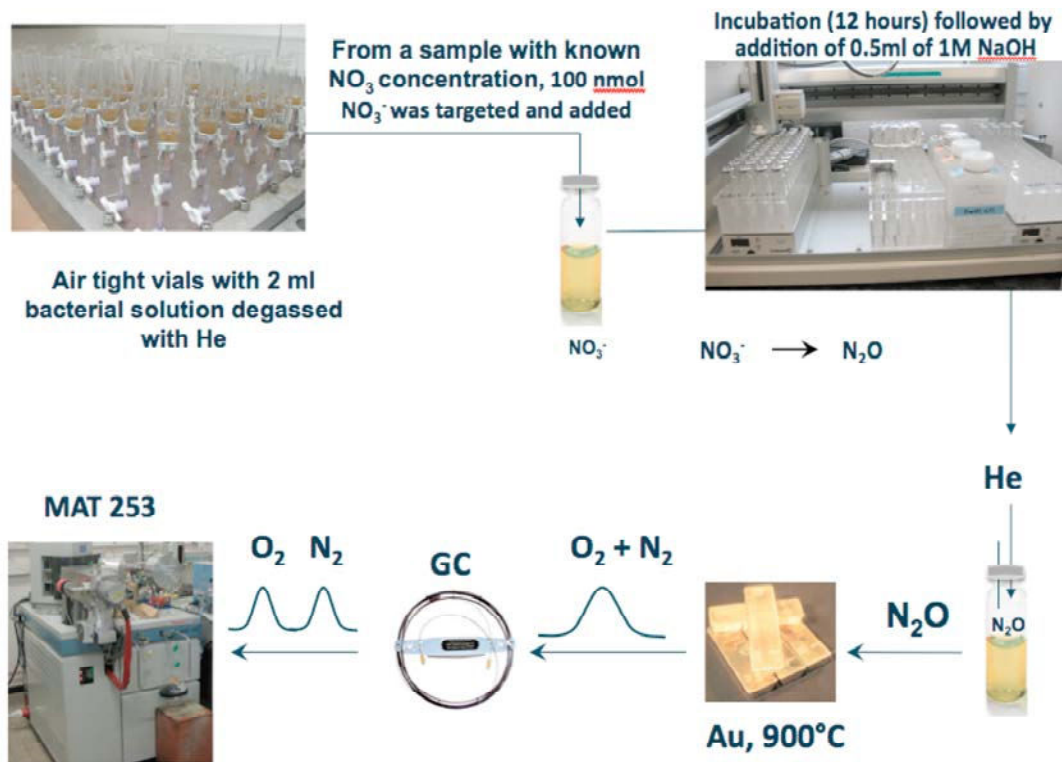 Incubation (12 hours) followed by
addition of 0.5ml of 1M NaOH
From a sample with known
NO₃ concentration, 100 nmol
NO₃⁻ was targeted and added
Air tight vials with 2 ml
bacterial solution degassed
with He
NO₃⁻
NO₃⁻ → N₂O
He
MAT 253
O₂ N₂
GC
O₂ + N₂
N₂O
N₂O
Au, 900°C